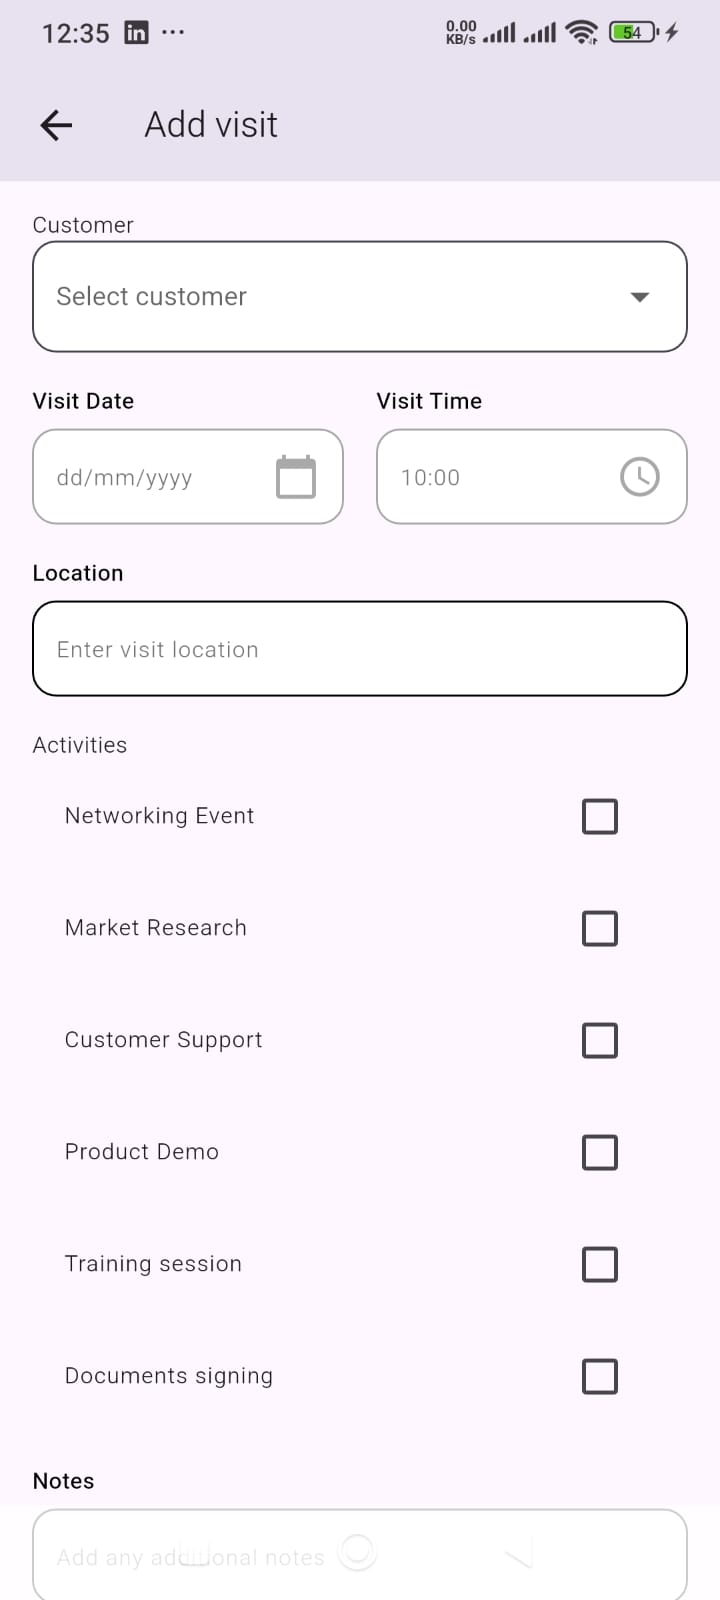 12:35 in ... 0.00 KB/s 54
Add visit
Customer
Select customer
Visit Date Visit Time
dd/mm/yyyy 10:00
Location
Enter visit location
Activities
Networking Event
Market Research
Customer Support
Product Demo
Training session
Documents signing
Notes
Add any additional notes